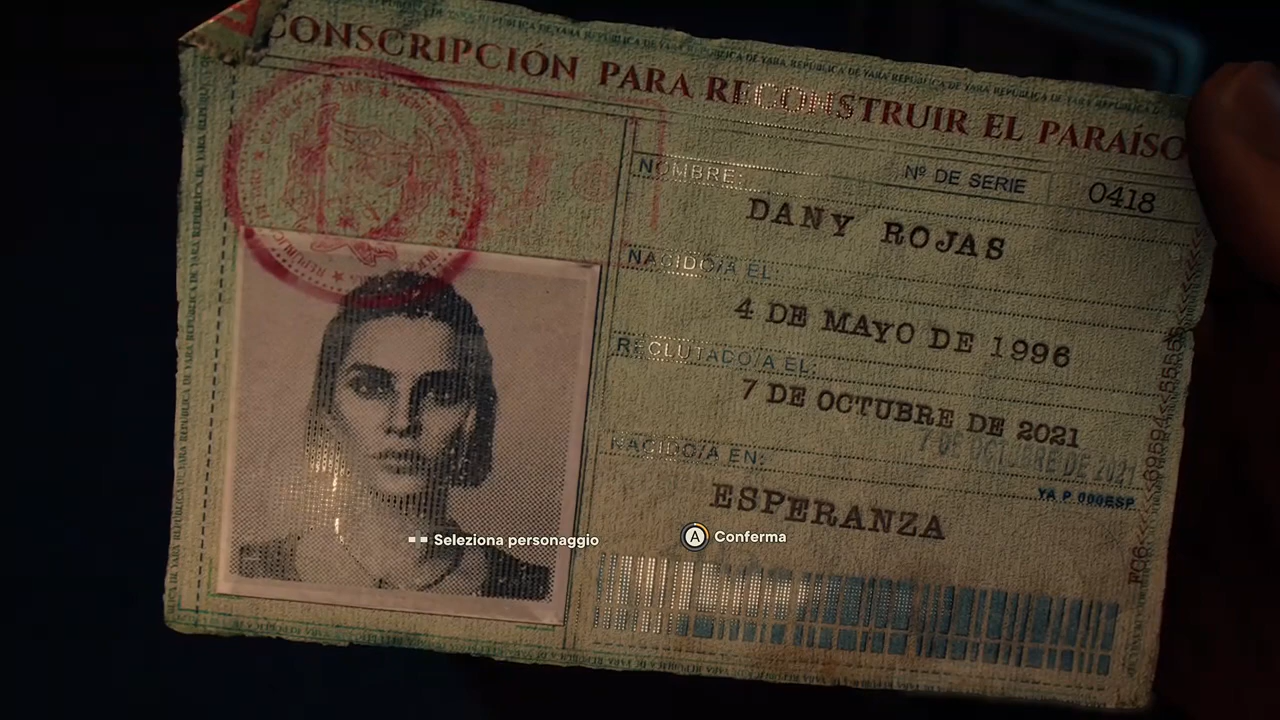 CONSCRIPCIÓN PARA RECONSTRUIR EL PARAÍSO
Nº DE SERIE 0418
NOMBRE:
DANY ROJAS
NACIDO/A EL:
4 DE MAYO DE 1996
RECLUTADO/A EL:
7 DE OCTUBRE DE 2021
7 DE OCTUBRE DE 2021
NACIDO/A EN:
YA P 000ESP
ESPERANZA
Seleziona personaggio
A Conferma